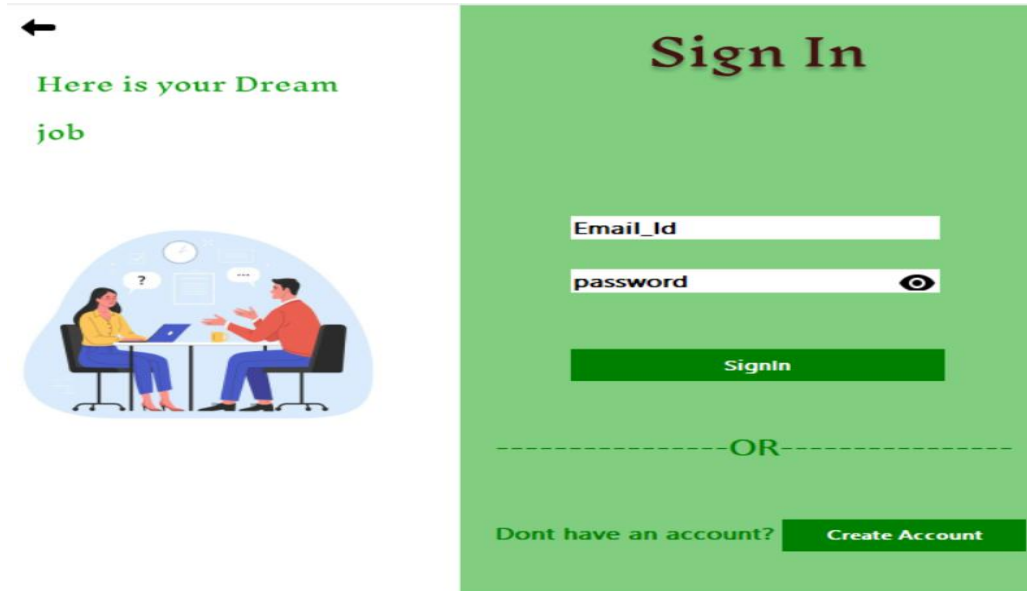 Here is your Dream
job
?
...
Sign In
Email_Id
password
SignIn
----------------OR----------------
Dont have an account?
Create Account